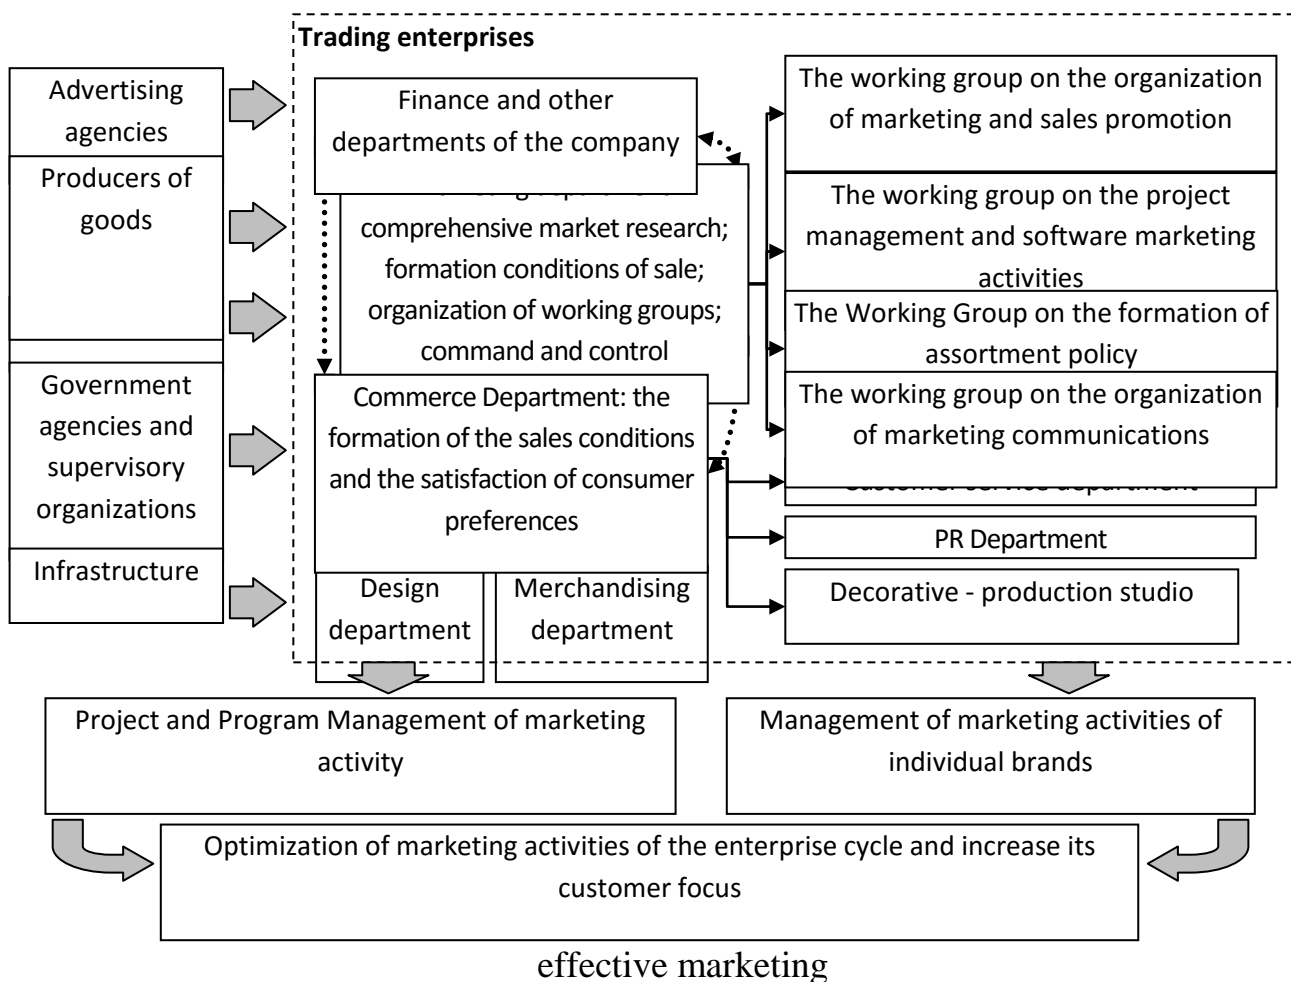 Trading enterprises
Advertising
agencies
Producers of
goods
Government
agencies and
supervisory
organizations
Infrastructure
Finance and other
departments of the company
comprehensive market research;
formation conditions of sale;
organization of working groups;
command and control
Commerce Department: the
formation of the sales conditions
and the satisfaction of consumer
preferences
Design
department
Merchandising
department
The working group on the organization
of marketing and sales promotion
The working group on the project
management and software marketing
activities
The Working Group on the formation of
assortment policy
The working group on the organization
of marketing communications
PR Department
Decorative - production studio
Project and Program Management of marketing
activity
Management of marketing activities of
individual brands
Optimization of marketing activities of the enterprise cycle and increase its
customer focus
effective marketing